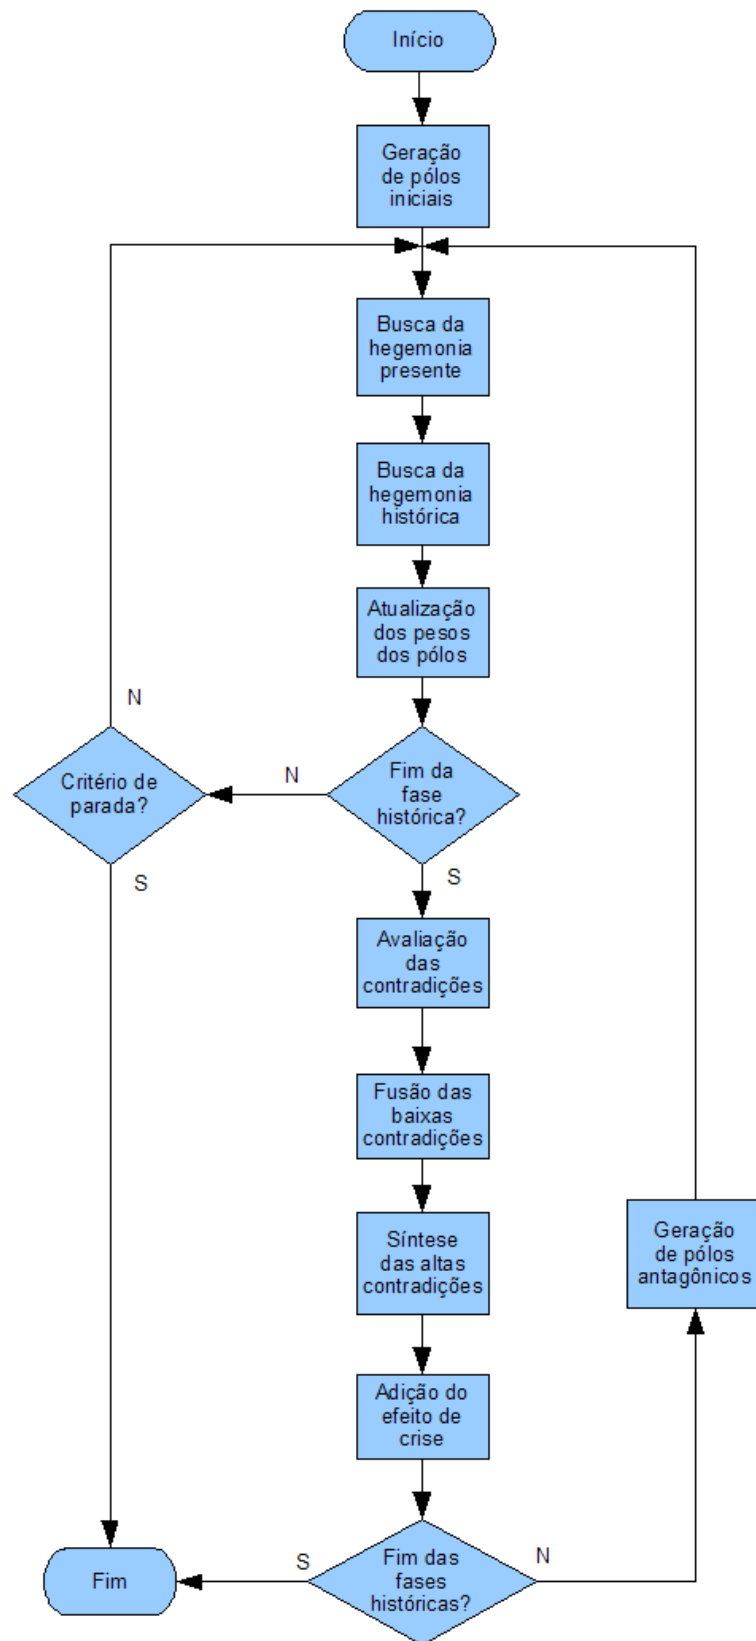 Início
Geração
de pólos
iniciais
Busca da
hegemonia
presente
Busca da
hegemonia
histórica
Atualização
dos pesos
dos pólos
N
Critério de
parada?
N
Fim da
fase
histórica?
S
S
Avaliação
das
contradições
Fusão das
baixas
contradições
Síntese
das altas
contradições
Geração
de pólos
antagônicos
Adição do
efeito de
crise
Fim
S
Fim das
fases
históricas?
N